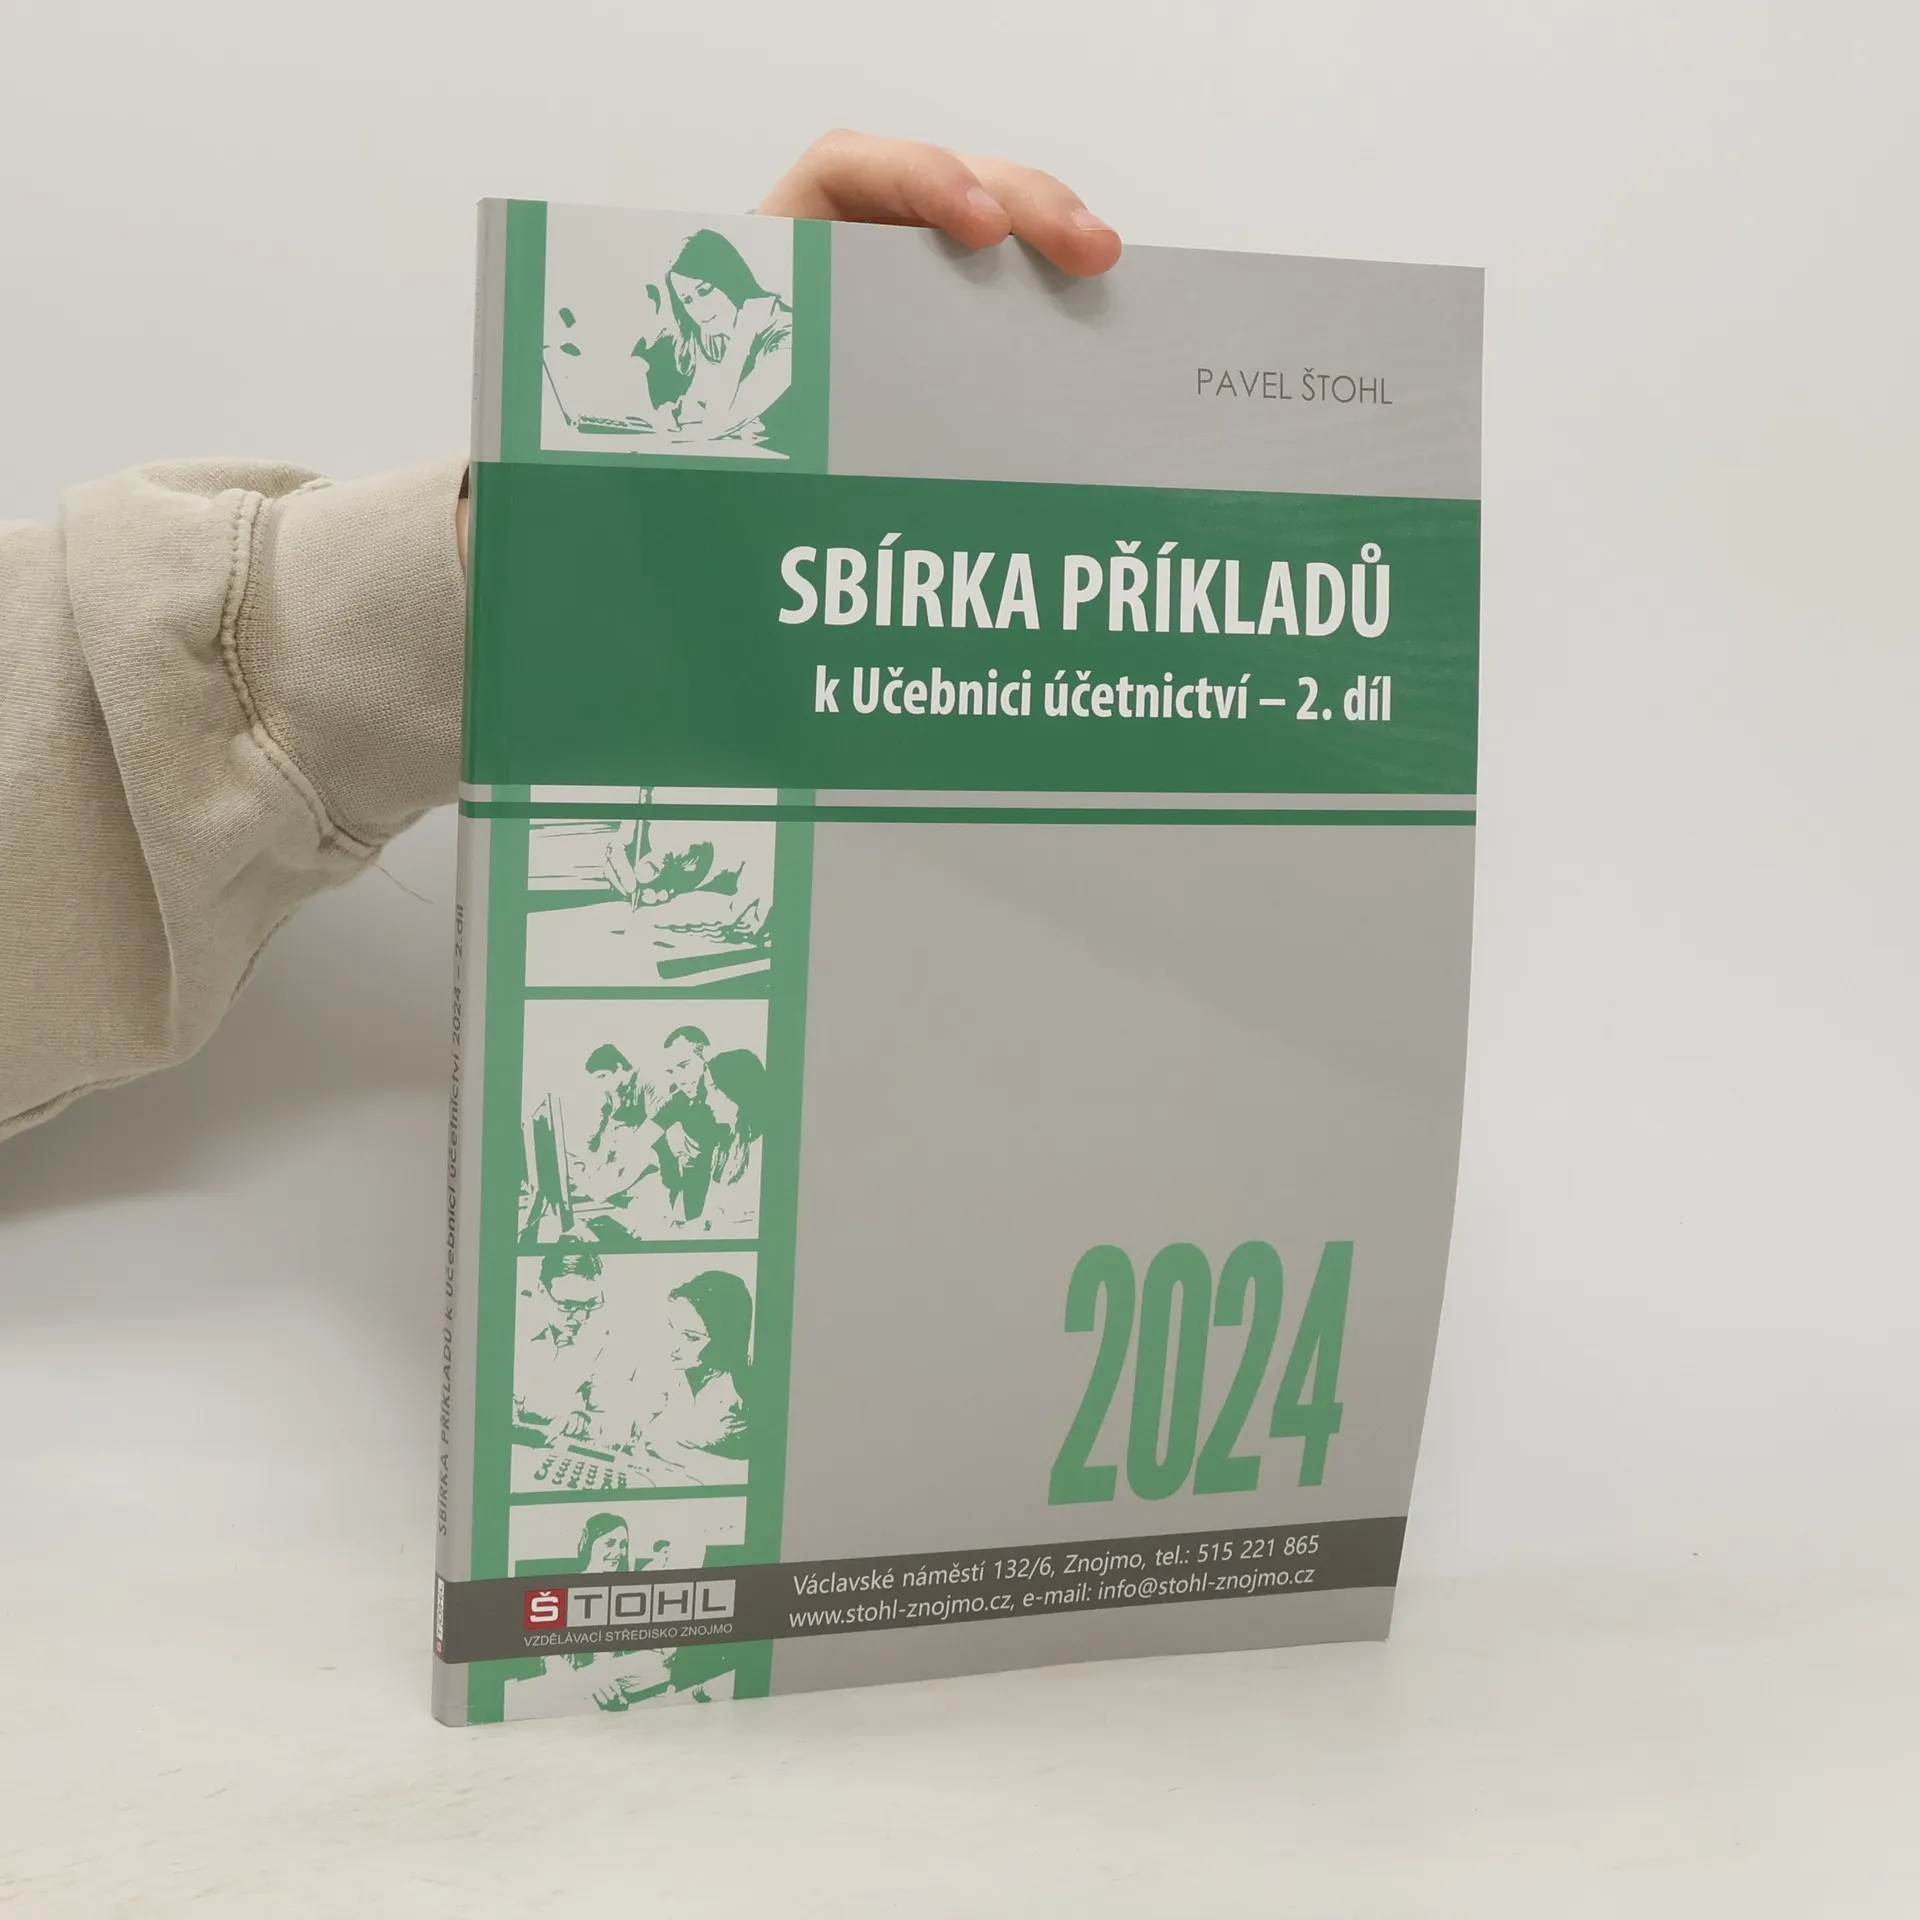 PAVEL ŠTOHL
SBÍRKA PŘÍKLADŮ
k Učebnici účetnictví – 2. díl
2024
Václavské náměstí 132/6, Znojmo, tel.: 515 221 865
www.stohl-znojmo.cz, e-mail: info@stohl-znojmo.cz
ŠTOHL
VZDĚLÁVACÍ STŘEDISKO ZNOJMO
SBÍRKA PŘÍKLADŮ k Učebnici účetnictví 2024 – 2. díl
ŠTOHL